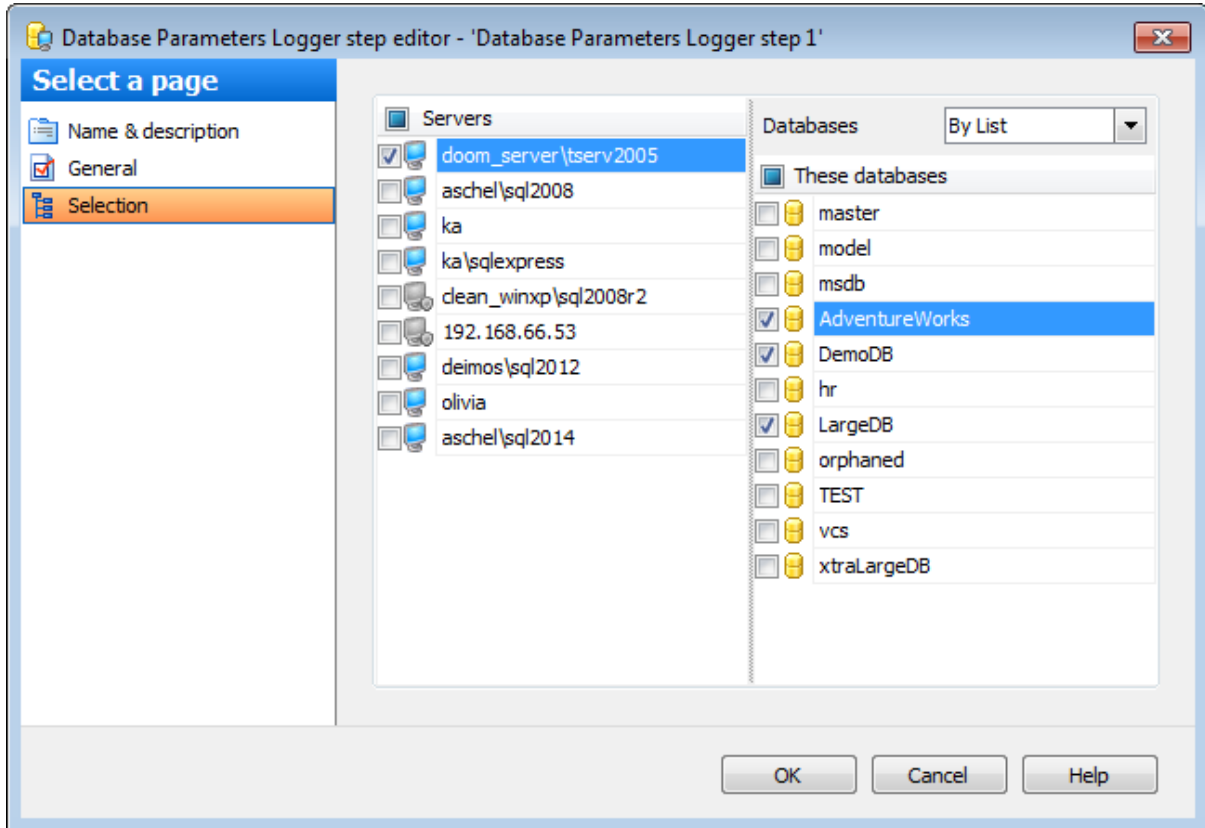 Database Parameters Logger step editor - 'Database Parameters Logger step 1'
Select a page
Name & description
General
Selection
Servers
doom_server\tserv2005
aschel\sql2008
ka
ka\sqlexpress
clean_winxp\sql2008r2
192.168.66.53
deimos\sql2012
olivia
aschel\sql2014
Databases By List
These databases
master
model
msdb
AdventureWorks
DemoDB
hr
LargeDB
orphaned
TEST
vcs
xtraLargeDB
OK Cancel Help